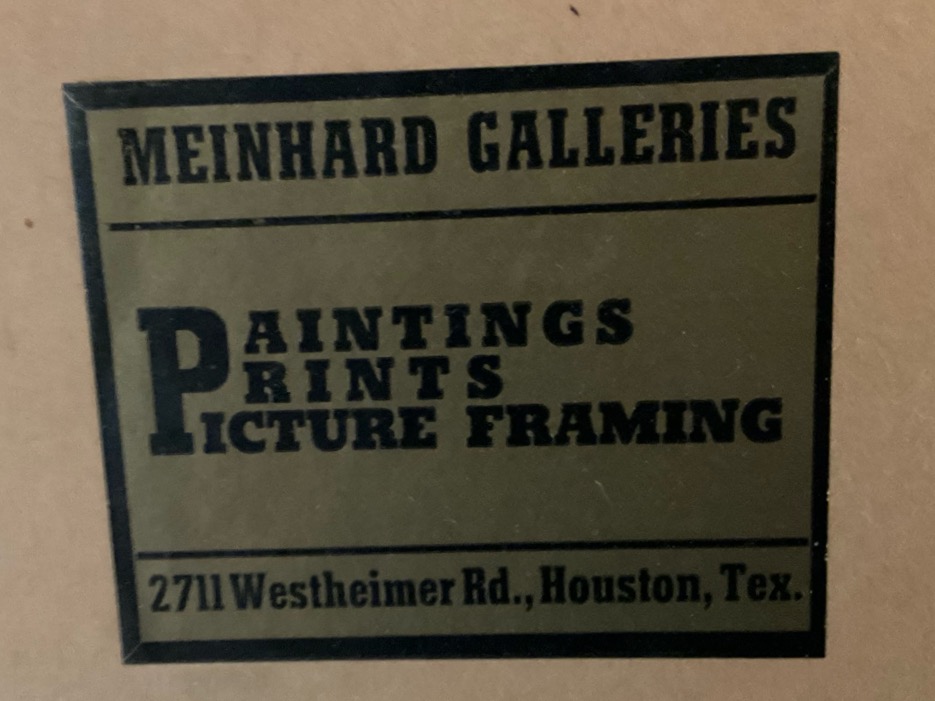 MEINHARD GALLERIES
PAINTINGS
PRINTS
PICTURE FRAMING
2711 Westheimer Rd., Houston, Tex.